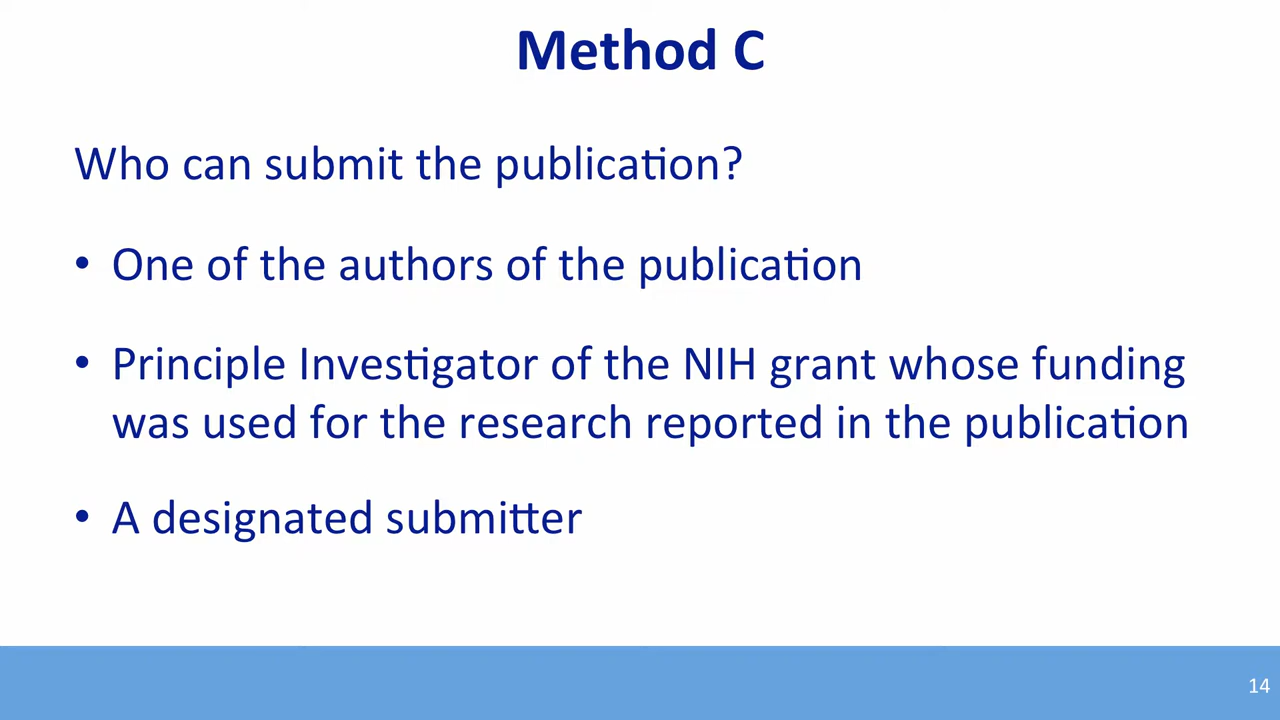 Method C
Who can submit the publication?
• One of the authors of the publication
• Principle Investigator of the NIH grant whose funding
was used for the research reported in the publication
• A designated submitter
14